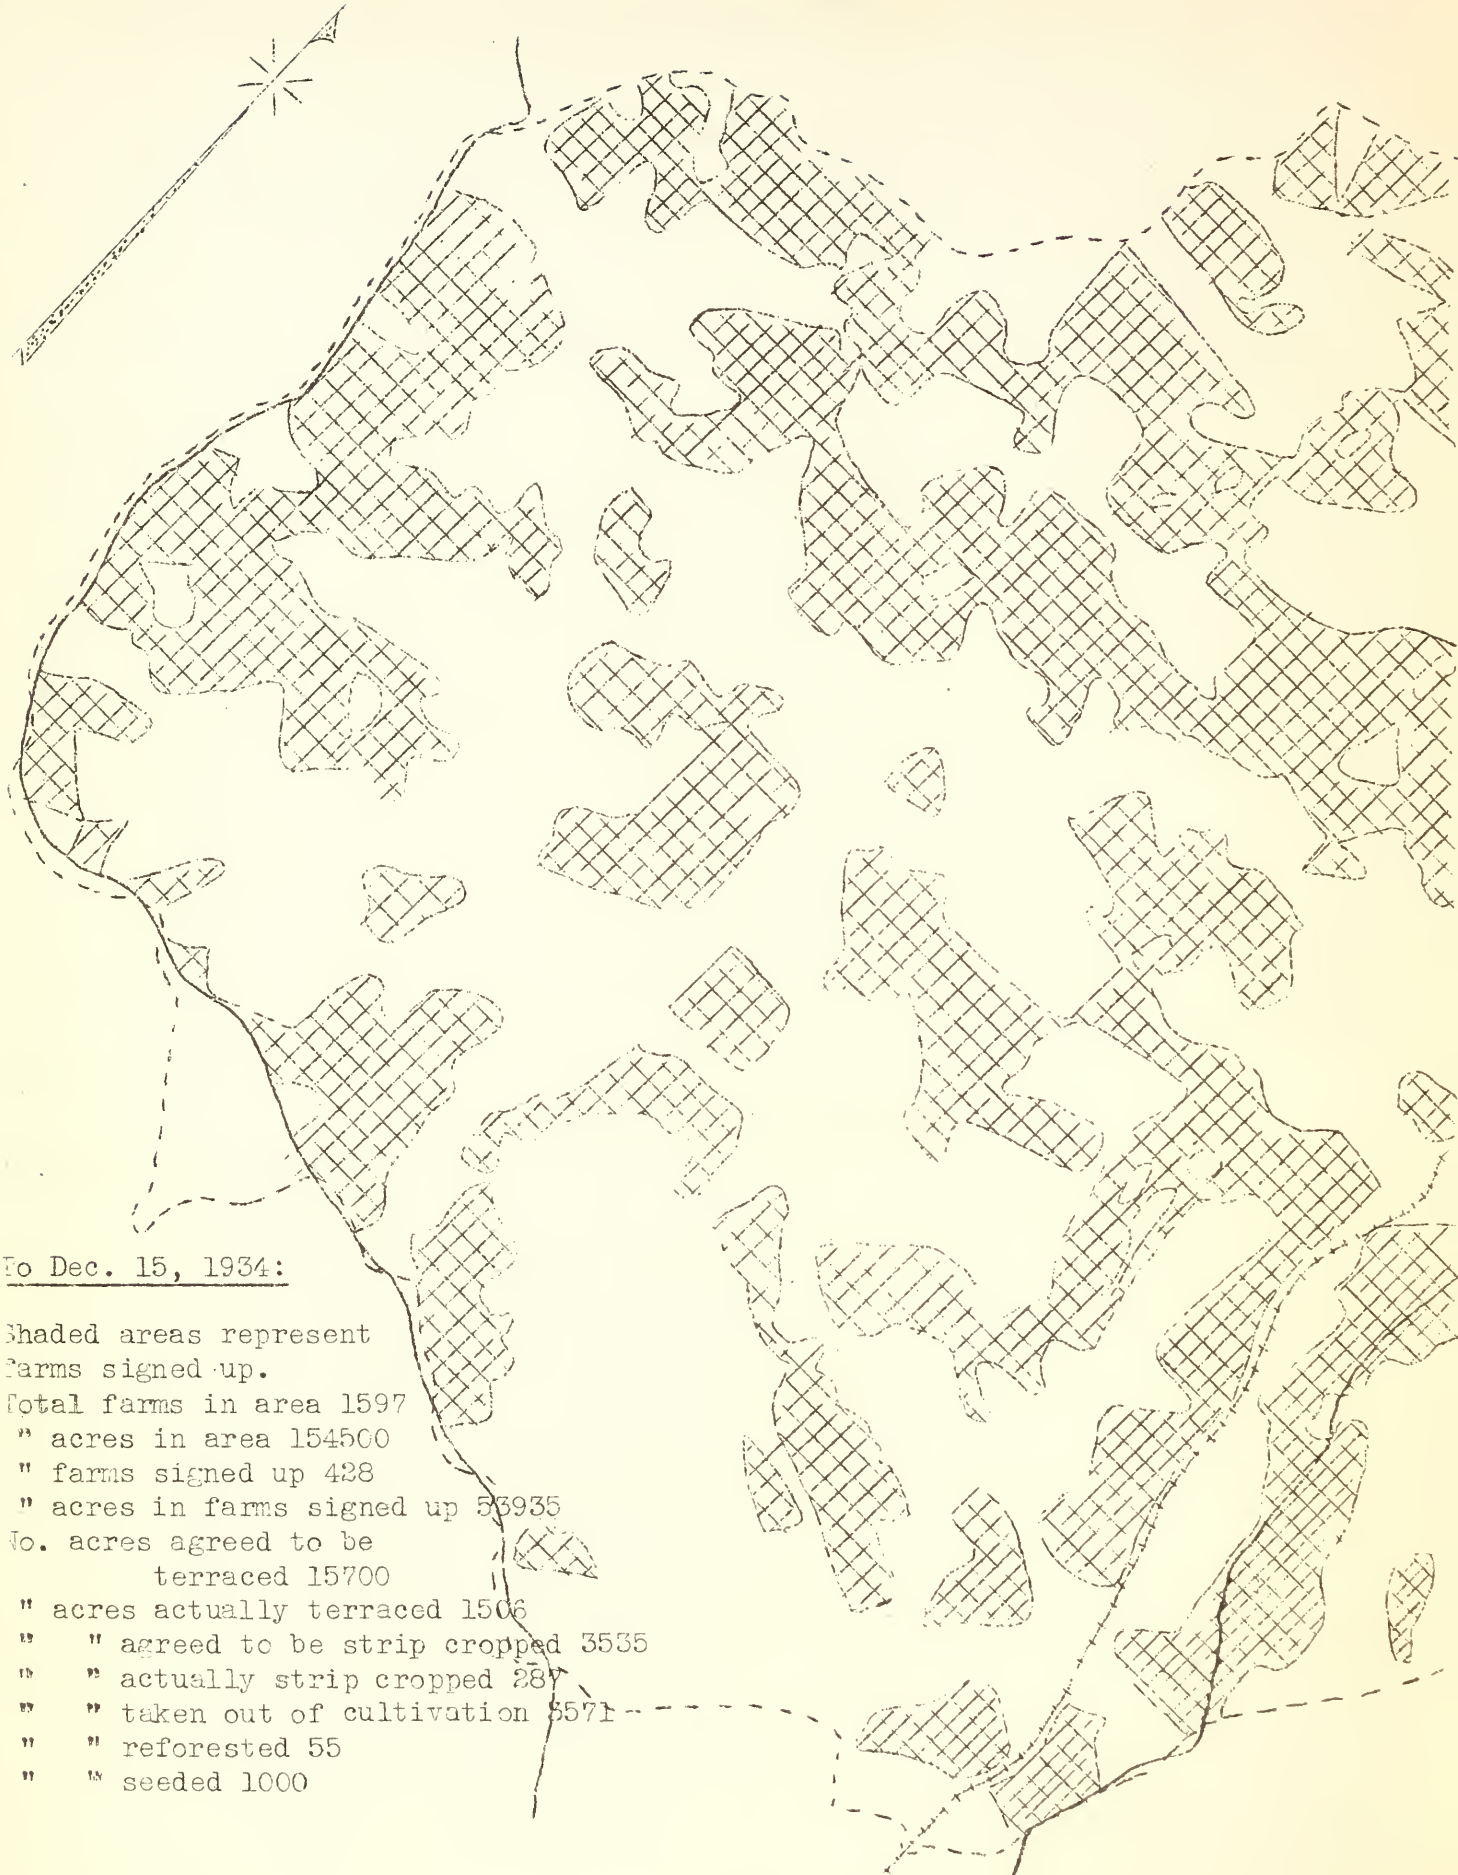 To Dec. 15, 1934:
Shaded areas represent
farms signed up.
Total farms in area 1597
" acres in area 154500
" farms signed up 428
" acres in farms signed up 53935
No. acres agreed to be
terraced 15700
" acres actually terraced 1506
" " agreed to be strip cropped 3535
" " actually strip cropped 287
" " taken out of cultivation
" " reforested 55
" " seeded 1000